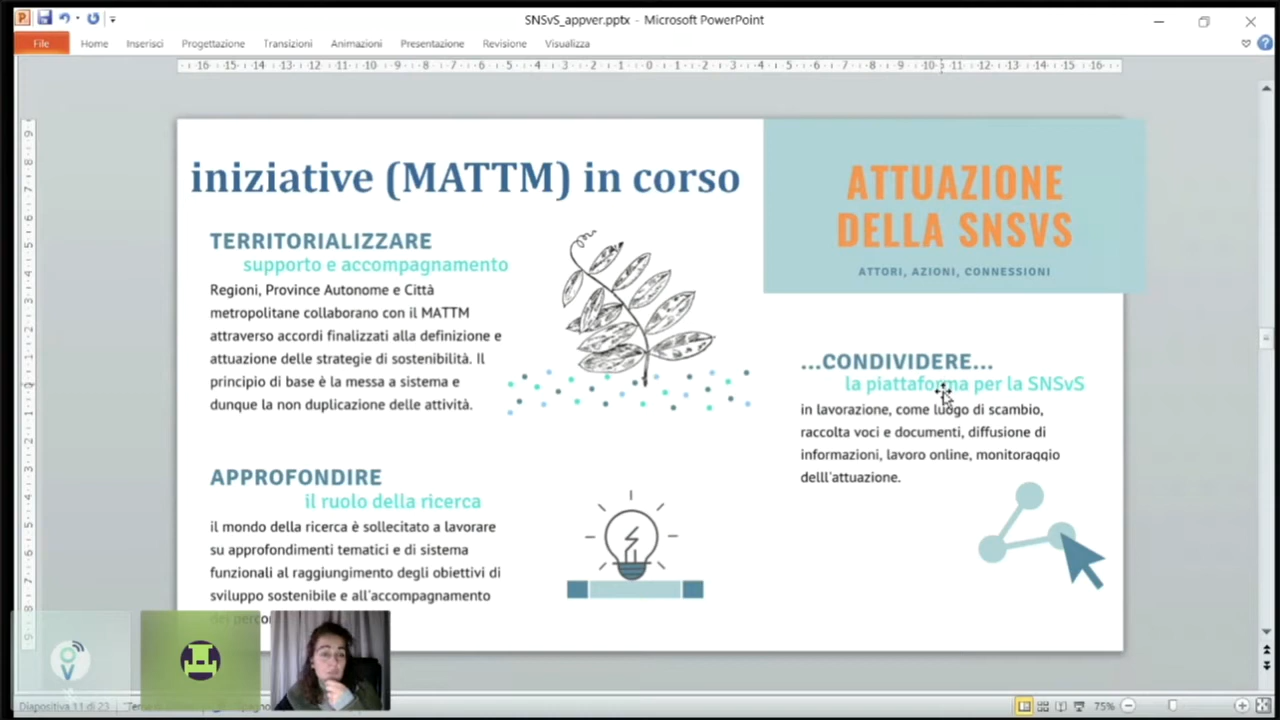 SNSvS_appver.pptx - Microsoft PowerPoint
File Home Inserisci Progettazione Transizioni Animazioni Presentazione Revisione Visualizza
iniziative (MATTM) in corso
TERRITORIALIZZARE
supporto e accompagnamento
Regioni, Province Autonome e Città
metropolitane collaborano con il MATTM
attraverso accordi finalizzati alla definizione e
attuazione delle strategie di sostenibilità. Il
principio di base è la messa a sistema e
dunque la non duplicazione delle attività.
APPROFONDIRE
il ruolo della ricerca
il mondo della ricerca è sollecitato a lavorare
su approfondimenti tematici e di sistema
funzionali al raggiungimento degli obiettivi di
sviluppo sostenibile e all'accompagnamento
ATTUAZIONE
DELLA SNSVS
ATTORI, AZIONI, CONNESSIONI
...CONDIVIDERE...
la piattaforma per la SNSvS
in lavorazione, come luogo di scambio,
raccolta voci e documenti, diffusione di
informazioni, lavoro online, monitoraggio
delll'attuazione.
Diapositiva 11 di 23
75%